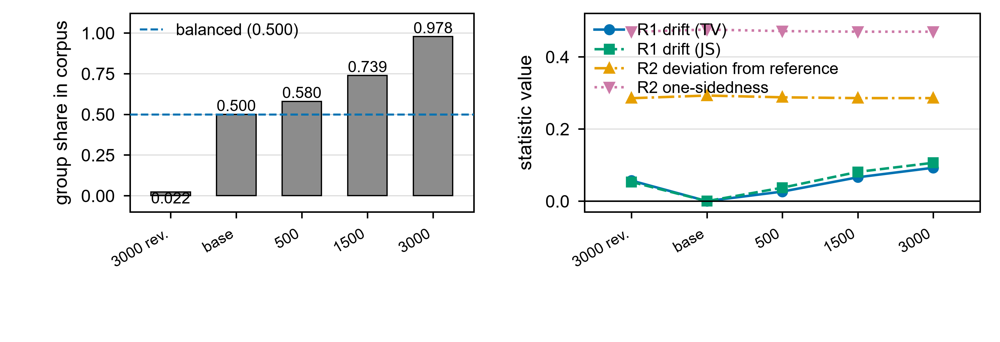 group share in corpus
1.00
0.75
0.50
0.25
0.00
balanced (0.500)
0.022
0.500
0.580
0.739
0.978
3000 rev.
base
500
1500
3000
statistic value
0.4
0.2
0.0
R1 drift (TV)
R1 drift (JS)
R2 deviation from reference
R2 one-sidedness
3000 rev.
base
500
1500
3000